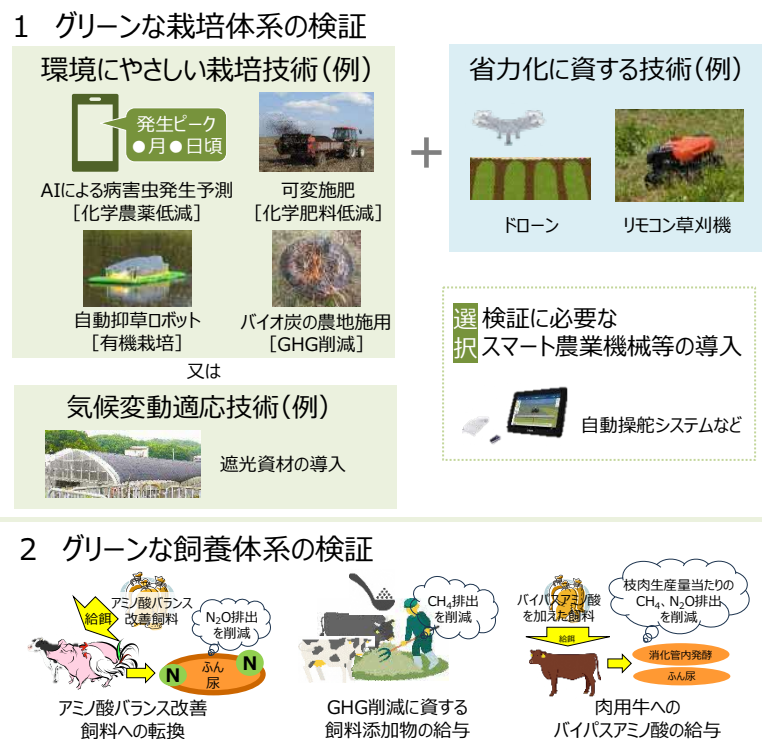 1 グリーンな栽培体系の検証
環境にやさしい栽培技術(例)
発生ピーク
●月●日頃
AIによる病害虫発生予測
[化学農薬低減]
可変施肥
[化学肥料低減]
自動抑草ロボット
[有機栽培]
バイオ炭の農地施用
[GHG削減]
又は
気候変動適応技術(例)
遮光資材の導入
+
省力化に資する技術(例)
ドローン
リモコン草刈機
選択
検証に必要な
スマート農業機械等の導入
自動操舵システムなど
2 グリーンな飼養体系の検証
アミノ酸バランス
改善飼料
給餌
N₂O排出
を削減
N
ふん
尿
N
アミノ酸バランス改善
飼料への転換
CH₄排出
を削減
GHG削減に資する
飼料添加物の給与
バイパスアミノ酸
を加えた飼料
給餌
枝肉生産量当たりの
CH₄、N₂O排出
を削減
消化管内発酵
ふん尿
肉用牛への
バイパスアミノ酸の給与